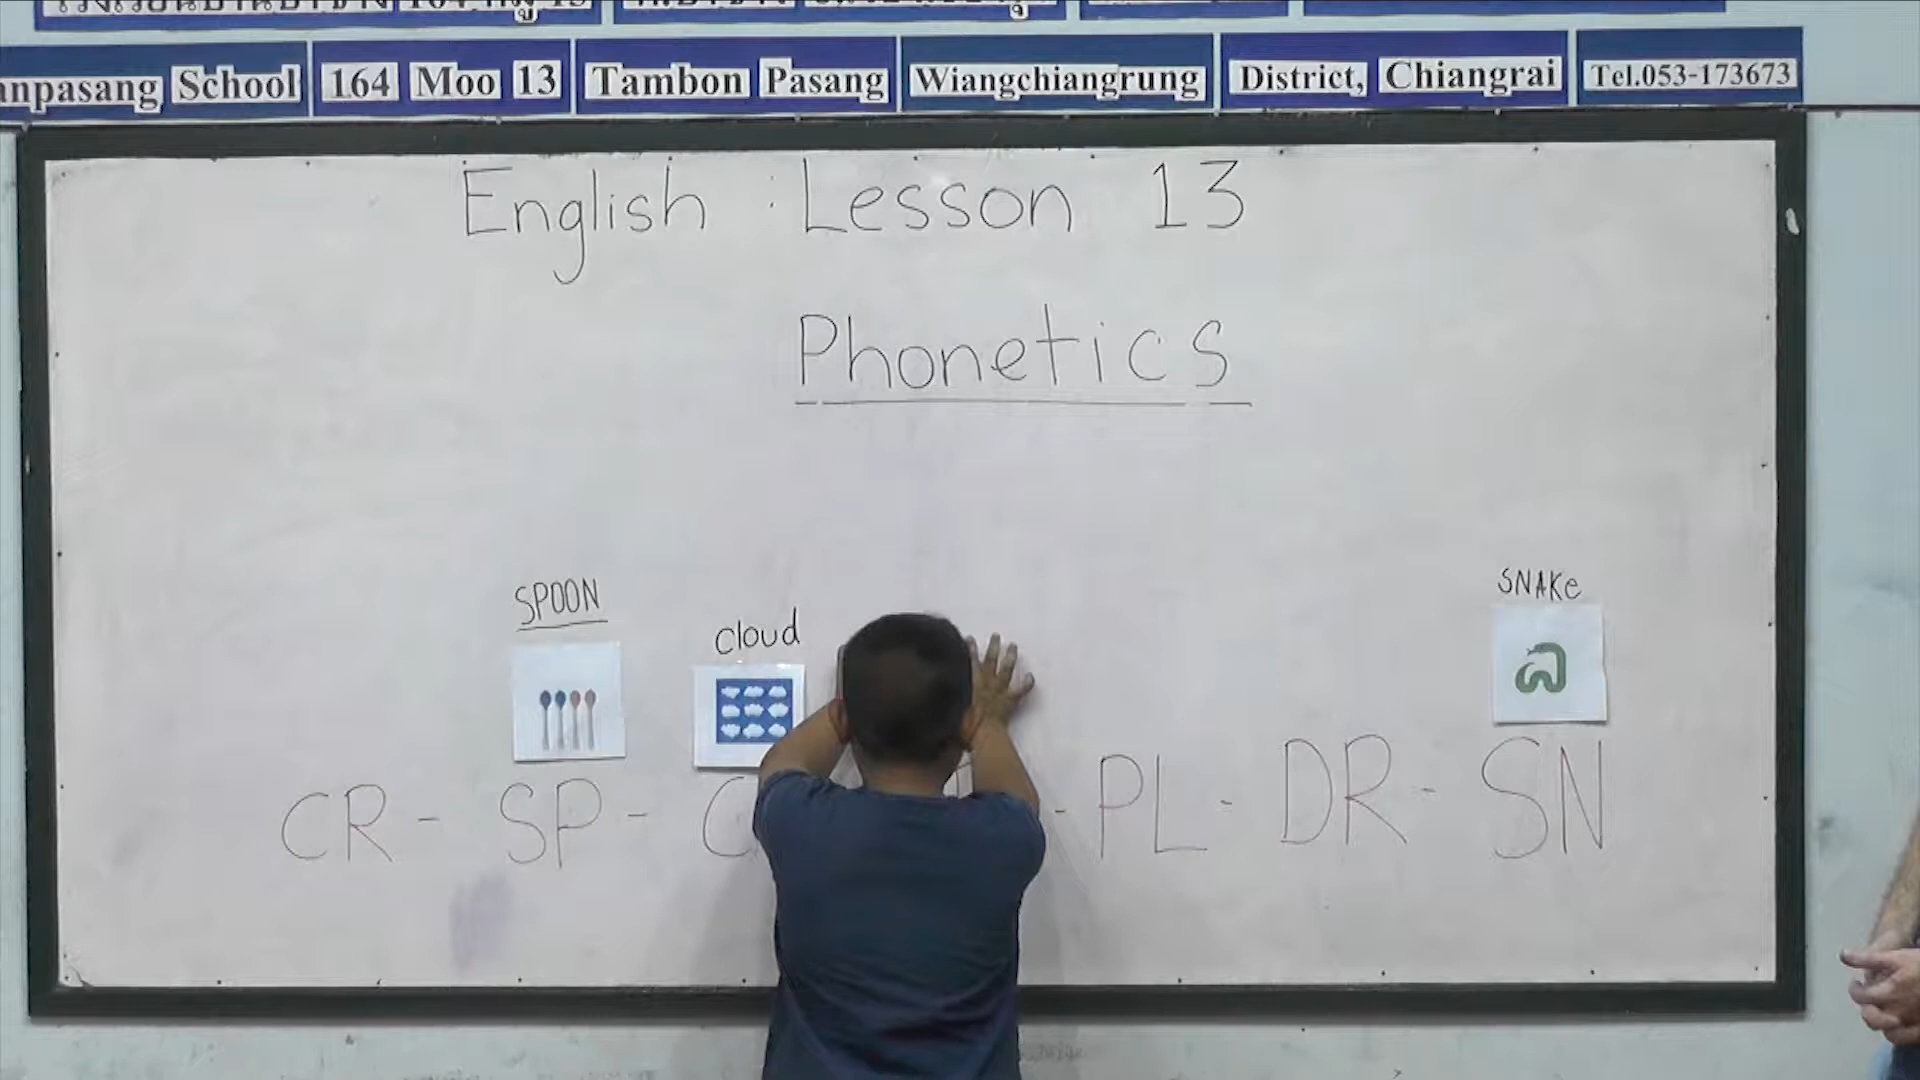 School 164 Moo 13 Tambon Pasang Wiangchiangrung District, Chiangrai Tel.053-173673
English : Lesson 13
Phonetics
SPOON
cloud
SNAKe
CR - SP - C - PL - DR - SN